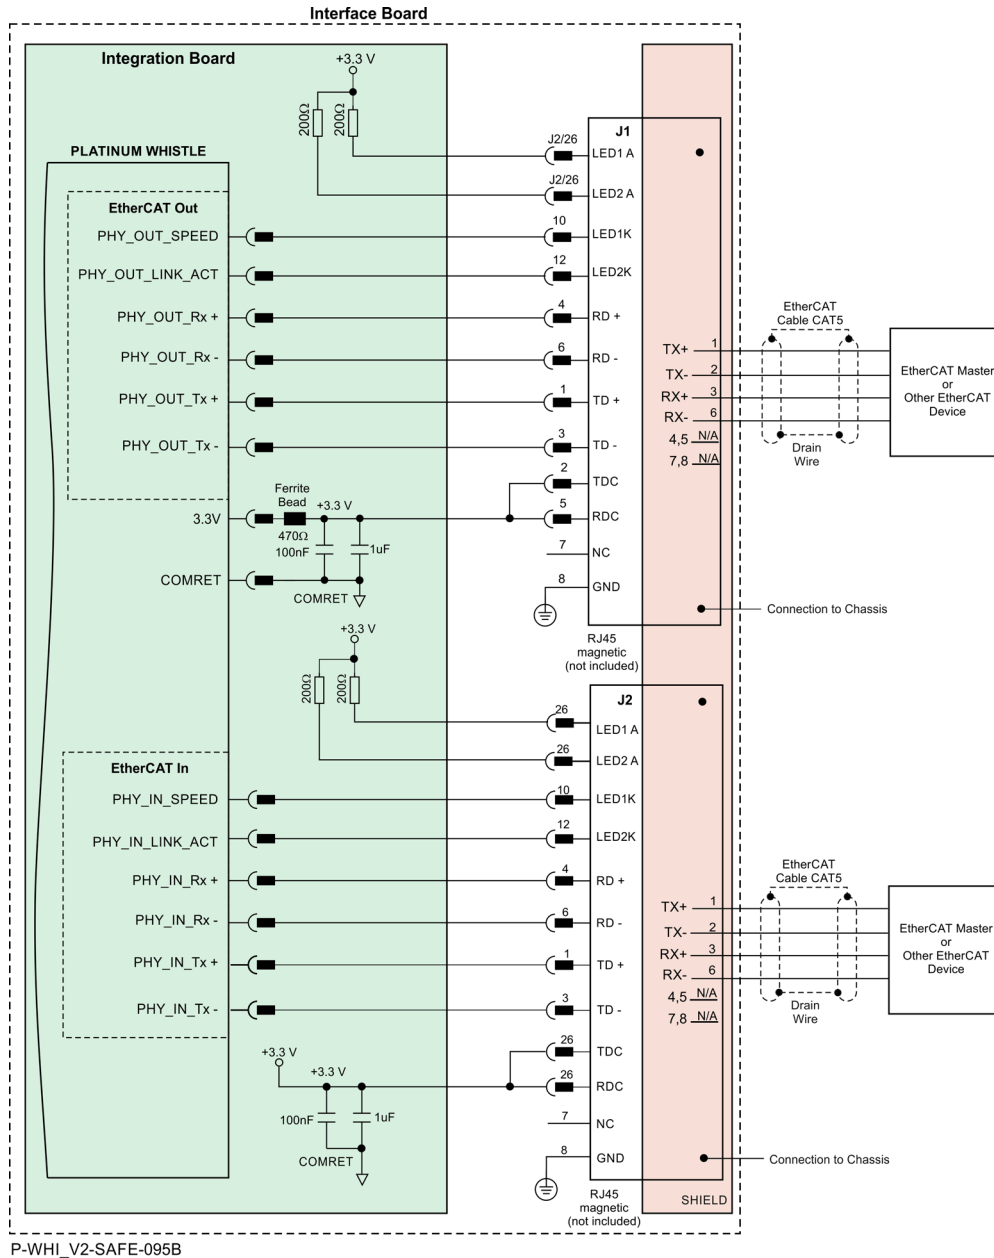 Interface Board
Integration Board
+3.3 V
200Ω
200Ω
PLATINUM WHISTLE
EtherCAT Out
PHY_OUT_SPEED
PHY_OUT_LINK_ACT
PHY_OUT_Rx +
PHY_OUT_Rx -
PHY_OUT_Tx +
PHY_OUT_Tx -
3.3V
Ferrite
Bead
470Ω
+3.3 V
100nF
1uF
COMRET
COMRET
J1
J2/26
LED1 A
J2/26
LED2 A
10
LED1K
12
LED2K
4
RD +
6
RD -
1
TD +
3
TD -
2
TDC
5
RDC
7
NC
8
GND
RJ45
magnetic
(not included)
TX+ 1
TX- 2
RX+ 3
RX- 6
4,5 N/A
7,8 N/A
EtherCAT
Cable CAT5
Drain
Wire
EtherCAT Master
or
Other EtherCAT
Device
Connection to Chassis
+3.3 V
200Ω
200Ω
EtherCAT In
PHY_IN_SPEED
PHY_IN_LINK_ACT
PHY_IN_Rx +
PHY_IN_Rx -
PHY_IN_Tx +
PHY_IN_Tx -
+3.3 V
+3.3 V
100nF
1uF
COMRET
J2
26
LED1 A
26
LED2 A
10
LED1K
12
LED2K
4
RD +
6
RD -
1
TD +
3
TD -
26
TDC
26
RDC
7
NC
8
GND
RJ45
magnetic
(not included)
TX+ 1
TX- 2
RX+ 3
RX- 6
4,5 N/A
7,8 N/A
EtherCAT
Cable CAT5
Drain
Wire
EtherCAT Master
or
Other EtherCAT
Device
Connection to Chassis
SHIELD
P-WHI_V2-SAFE-095B